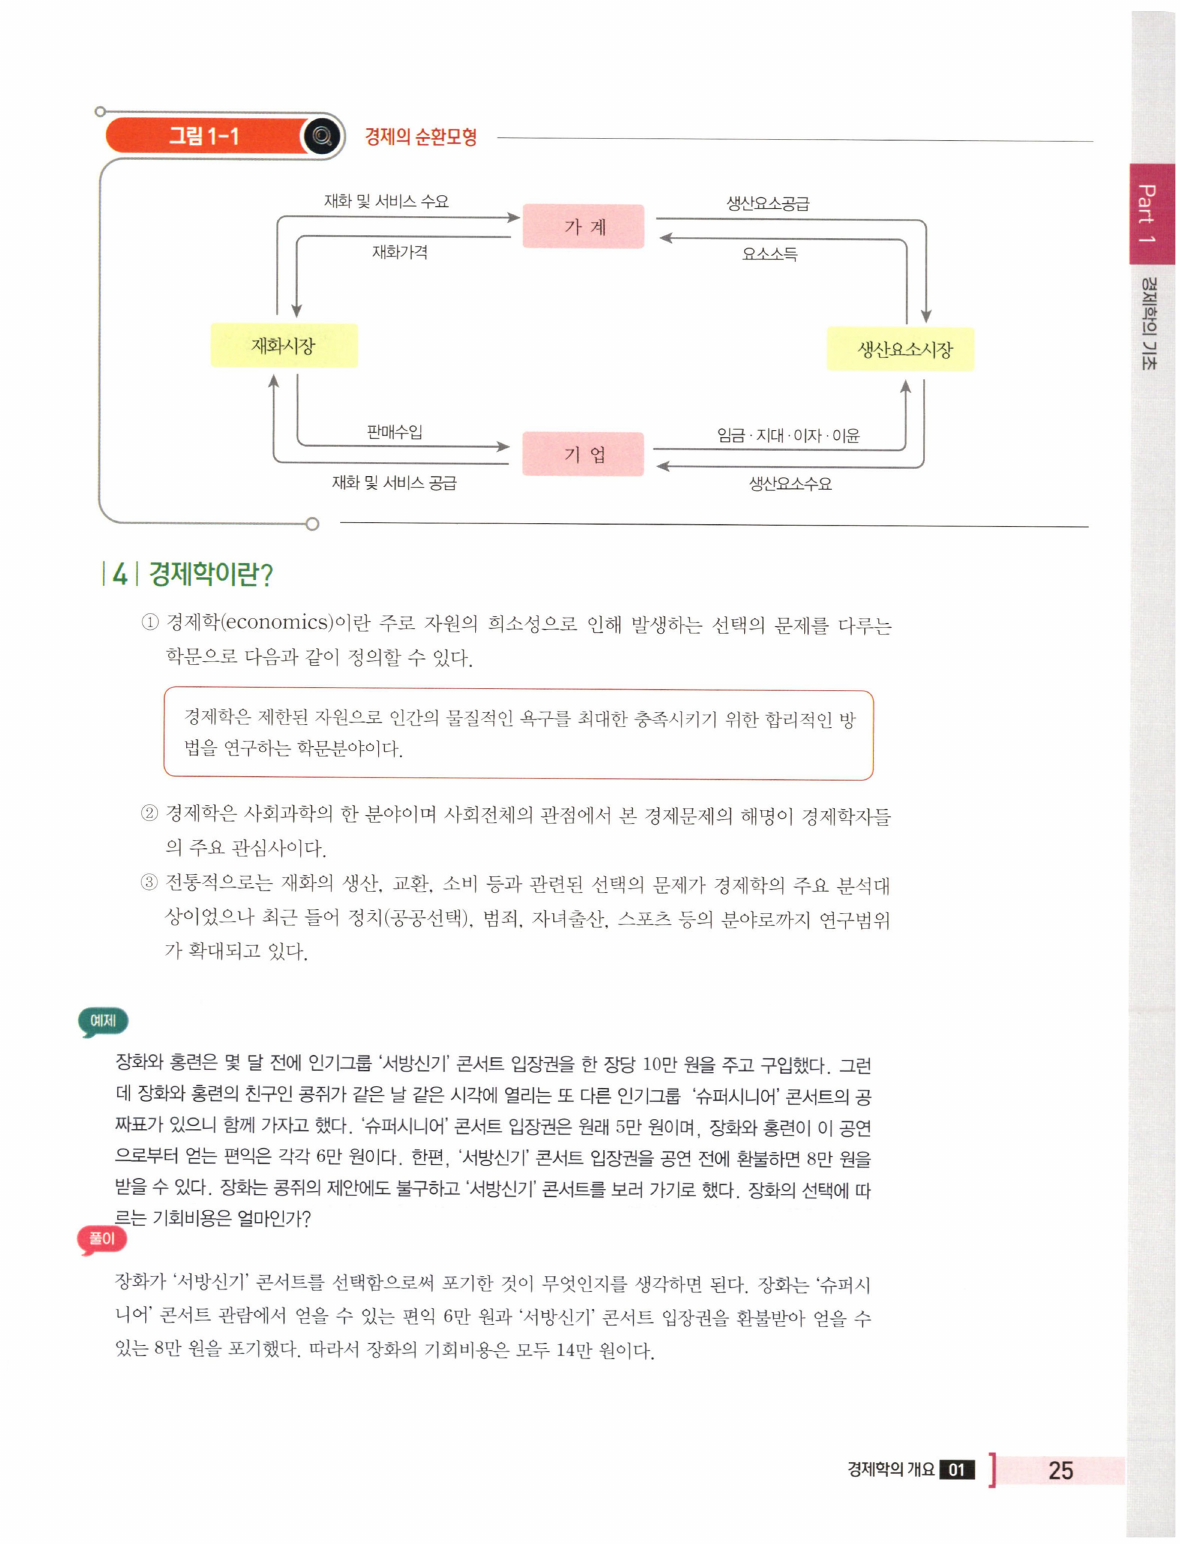 그림 1-1
경제의 순환모형
재화 및 서비스 수요
생산요소공급
가 계
재화가격
요소소득
재화시장
생산요소시장
판매수입
임금 · 지대 · 이자 · 이윤
기 업
재화 및 서비스 공급
생산요소수요
Part 1
경제학의 기초
|4| 경제학이란?
① 경제학(economics)이란 주로 자원의 희소성으로 인해 발생하는 선택의 문제를 다루는
학문으로 다음과 같이 정의할 수 있다.
경제학은 제한된 자원으로 인간의 물질적인 욕구를 최대한 충족시키기 위한 합리적인 방
법을 연구하는 학문분야이다.
② 경제학은 사회과학의 한 분야이며 사회전체의 관점에서 본 경제문제의 해명이 경제학자들
의 주요 관심사이다.
③ 전통적으로는 재화의 생산, 교환, 소비 등과 관련된 선택의 문제가 경제학의 주요 분석대
상이었으나 최근 들어 정치(공공선택), 범죄, 자녀출산, 스포츠 등의 분야로까지 연구범위
가 확대되고 있다.
예제
장화와 홍련은 몇 달 전에 인기그룹 ‘서방신기’ 콘서트 입장권을 한 장당 10만 원을 주고 구입했다. 그런
데 장화와 홍련의 친구인 콩쥐가 같은 날 같은 시각에 열리는 또 다른 인기그룹 ‘슈퍼시니어’ 콘서트의 공
짜표가 있으니 함께 가자고 했다. ‘슈퍼시니어’ 콘서트 입장권은 원래 5만 원이며, 장화와 홍련이 이 공연
으로부터 얻는 편익은 각각 6만 원이다. 한편, ‘서방신기’ 콘서트 입장권을 공연 전에 환불하면 8만 원을
받을 수 있다. 장화는 콩쥐의 제안에도 불구하고 ‘서방신기’ 콘서트를 보러 가기로 했다. 장화의 선택에 따
르는 기회비용은 얼마인가?
풀이
장화가 ‘서방신기’ 콘서트를 선택함으로써 포기한 것이 무엇인지를 생각하면 된다. 장화는 ‘슈퍼시
니어’ 콘서트 관람에서 얻을 수 있는 편익 6만 원과 ‘서방신기’ 콘서트 입장권을 환불받아 얻을 수
있는 8만 원을 포기했다. 따라서 장화의 기회비용은 모두 14만 원이다.
경제학의 개요 01
25